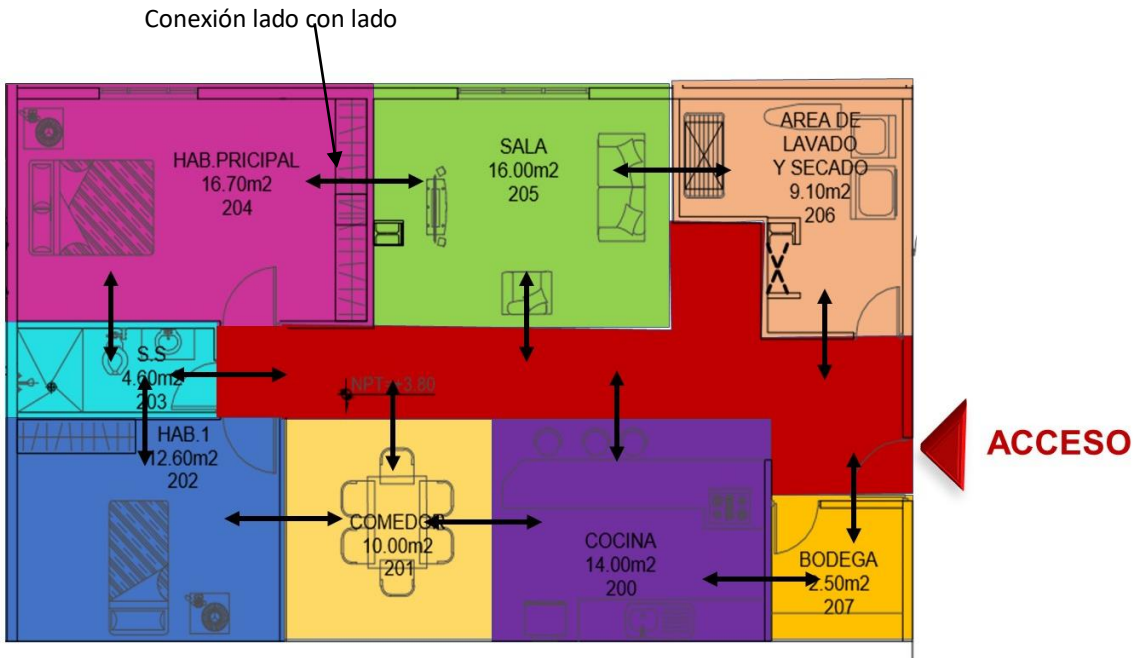 Conexión lado con lado
HAB.PRICIPAL
16.70m2
204
SALA
16.00m2
205
AREA DE
LAVADO
Y SECADO
9.10m2
206
S.S
4.60m2
203
NPT=+3.80
HAB.1
12.60m2
202
COMEDOR
10.00m2
201
COCINA
14.00m2
200
BODEGA
2.50m2
207
ACCESO